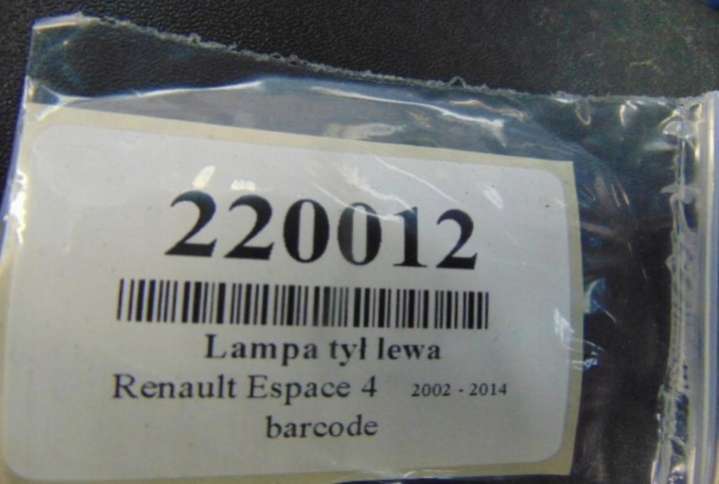 220012
Lampa tył lewa
Renault Espace 4 2002 - 2014
barcode